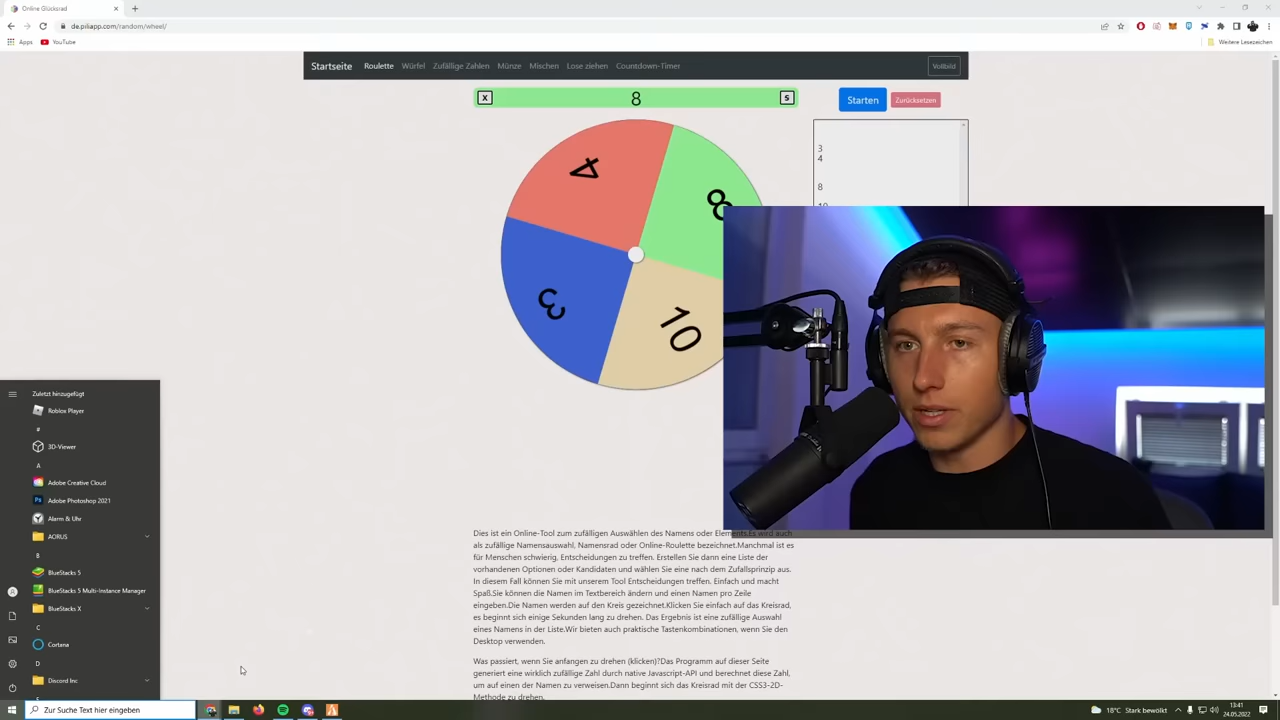 Online Glücksrad
de.piliapp.com/random/wheel/
Apps YouTube Weitere Lesezeichen
Startseite Roulette Würfel Zufällige Zahlen Münze Mischen Lose ziehen Countdown-Timer Vollbild
X 8 S
Starten Zurücksetzen
3
4
8
10
4
8
3
10
Zuletzt hinzugefügt
Roblox Player
#
3D-Viewer
A
Adobe Creative Cloud
Adobe Photoshop 2021
Alarm & Uhr
AORUS
B
BlueStacks 5
BlueStacks 5 Multi-Instance Manager
BlueStacks X
C
Cortana
D
Discord Inc
Dies ist ein Online-Tool zum zufälligen Auswählen des Namens oder Elements.Es wird auch
als zufällige Namensauswahl, Namensrad oder Online-Roulette bezeichnet.Manchmal ist es
für Menschen schwierig, Entscheidungen zu treffen. Erstellen Sie dann eine Liste der
vorhandenen Optionen oder Kandidaten und wählen Sie eine nach dem Zufallsprinzip aus.
In diesem Fall können Sie mit unserem Tool Entscheidungen treffen. Einfach und macht
Spaß.Sie können die Namen im Textbereich ändern und einen Namen pro Zeile
eingeben.Die Namen werden auf den Kreis gezeichnet.Klicken Sie einfach auf das Kreisrad,
es beginnt sich einige Sekunden lang zu drehen. Das Ergebnis ist eine zufällige Auswahl
eines Namens in der Liste.Wir bieten auch praktische Tastenkombinationen, wenn Sie den
Desktop verwenden.
Was passiert, wenn Sie anfangen zu drehen (klicken)?Das Programm auf dieser Seite
generiert eine wirklich zufällige Zahl durch native Javascript-API und berechnet diese Zahl,
um auf einen der Namen zu verweisen.Dann beginnt sich das Kreisrad mit der CSS3-2D-
Methode zu drehen.
Zur Suche Text hier eingeben
18°C Stark bewölkt
13:41
24.05.2022